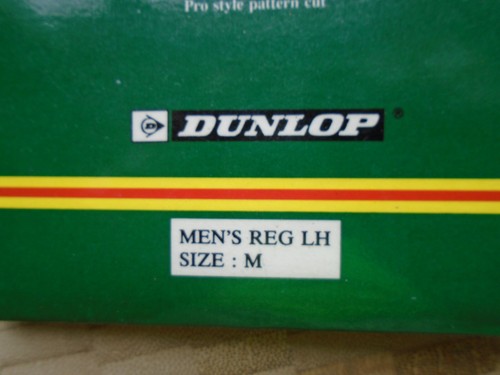 Pro style pattern cut
DUNLOP®
MEN'S REG LH
SIZE : M